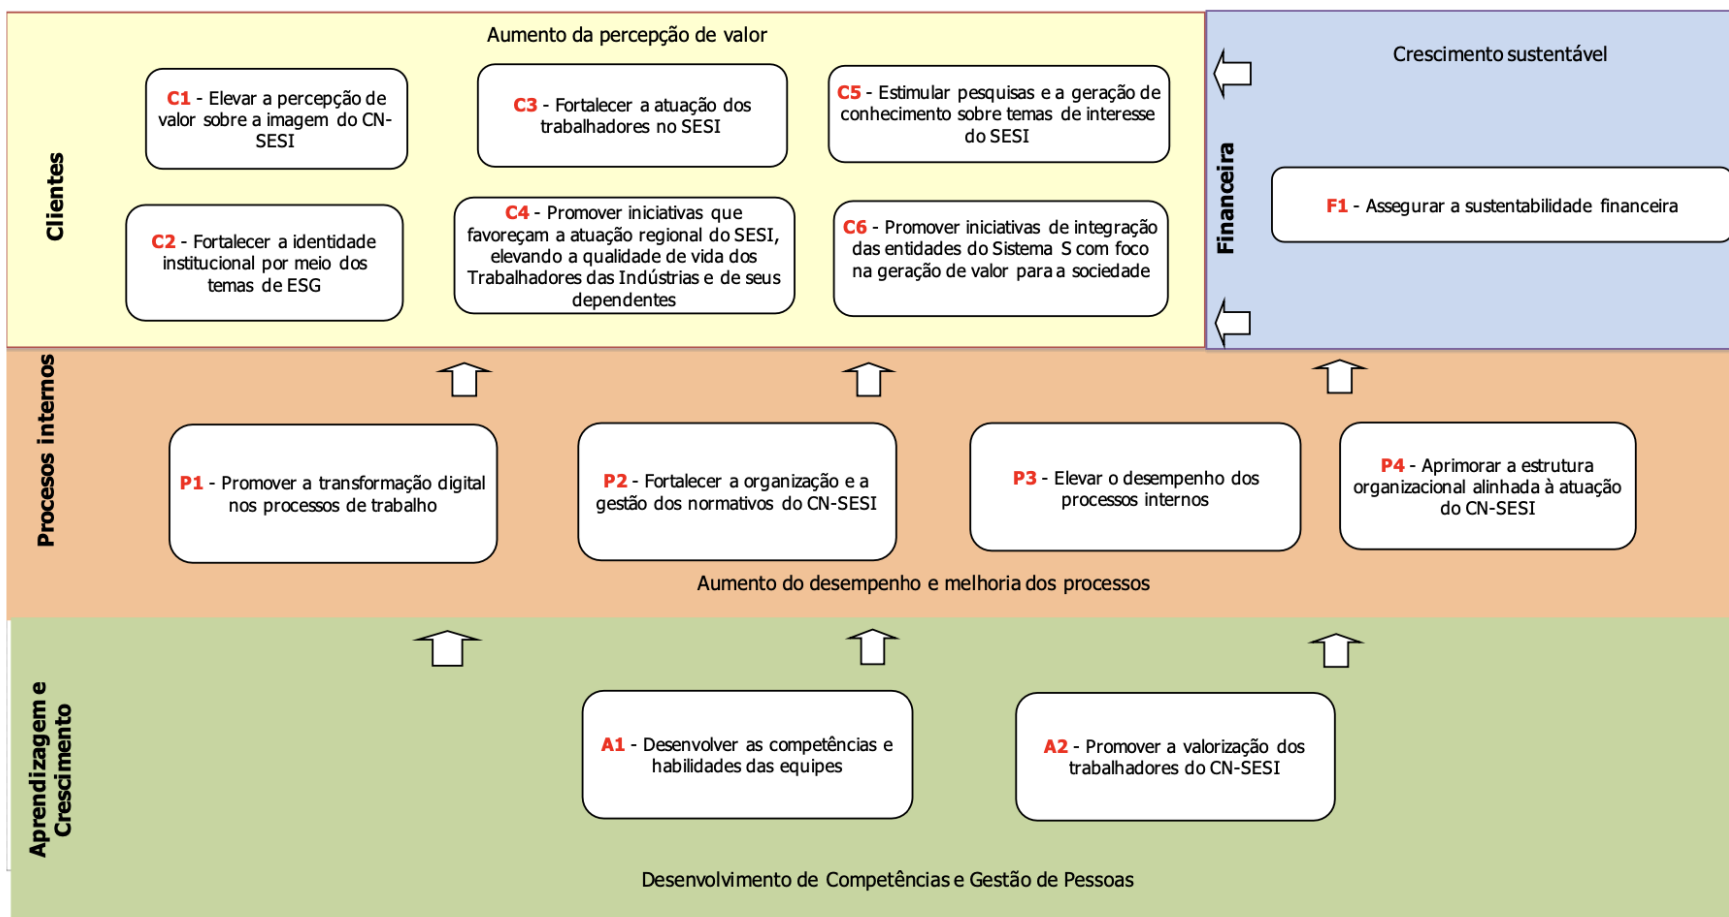 Aumento da percepção de valor
Clientes
C1 - Elevar a percepção de
valor sobre a imagem do CN-
SESI
C3 - Fortalecer a atuação dos
trabalhadores no SESI
C5 - Estimular pesquisas e a geração de
conhecimento sobre temas de interesse
do SESI
C2 - Fortalecer a identidade
institucional por meio dos
temas de ESG
C4 - Promover iniciativas que
favoreçam a atuação regional do SESI,
elevando a qualidade de vida dos
Trabalhadores das Indústrias e de seus
dependentes
C6 - Promover iniciativas de integração
das entidades do Sistema S com foco
na geração de valor para a sociedade
Crescimento sustentável
Financeira
F1 - Assegurar a sustentabilidade financeira
Procesos internos
P1 - Promover a transformação digital
nos processos de trabalho
P2 - Fortalecer a organização e a
gestão dos normativos do CN-SESI
P3 - Elevar o desempenho dos
processos internos
P4 - Aprimorar a estrutura
organizacional alinhada à atuação
do CN-SESI
Aumento do desempenho e melhoria dos processos
Aprendizagem e
Crescimento
A1 - Desenvolver as competências e
habilidades das equipes
A2 - Promover a valorização dos
trabalhadores do CN-SESI
Desenvolvimento de Competências e Gestão de Pessoas